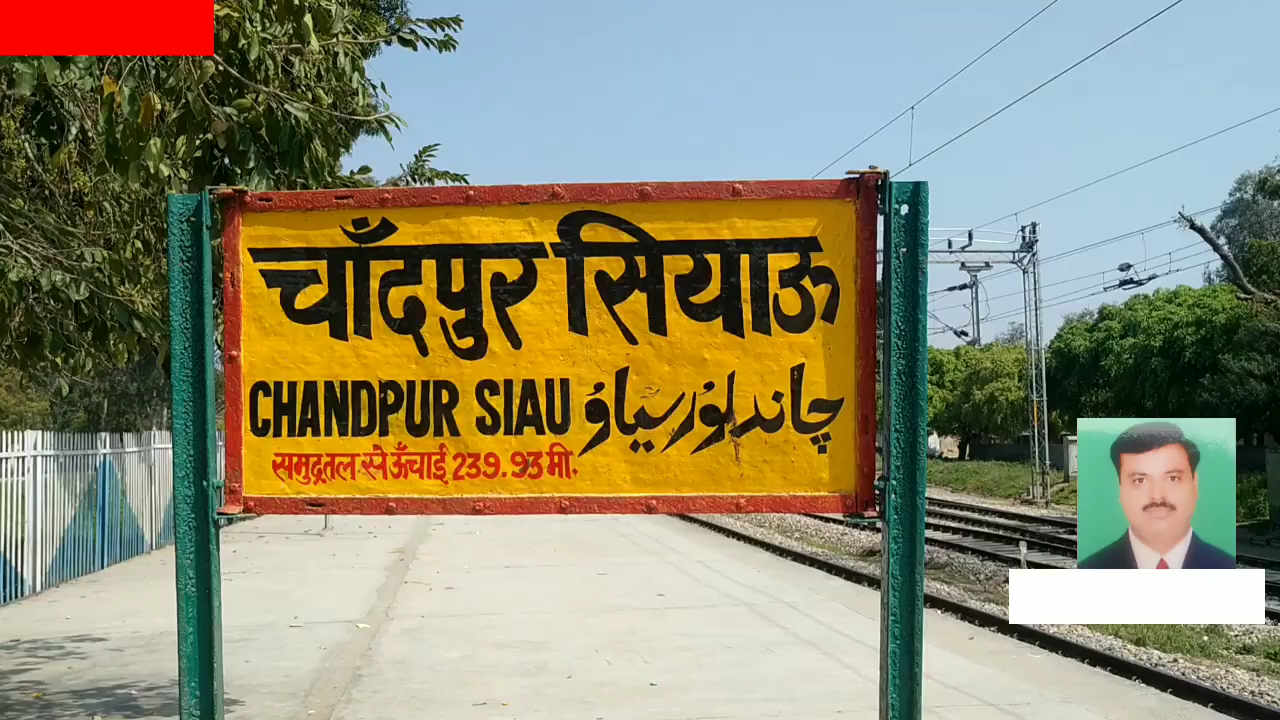 चाँदपुर सियाऊ
CHANDPUR SIAU چاندپور سیاؤ
समुद्रतल से ऊँचाई 239.93 मी.